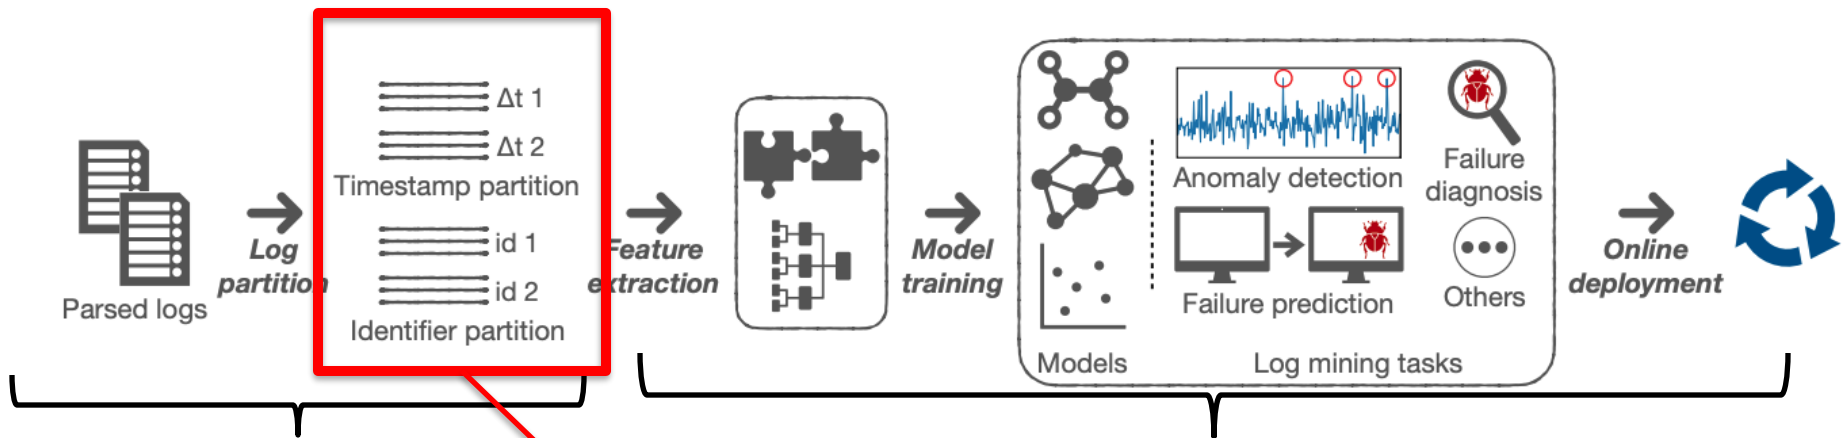 Parsed logs
Log
partition
Δt 1
Δt 2
Timestamp partition
id 1
id 2
Identifier partition
Feature
extraction
Model
training
Models
Anomaly detection
Failure
diagnosis
Failure prediction
Others
Log mining tasks
Online
deployment